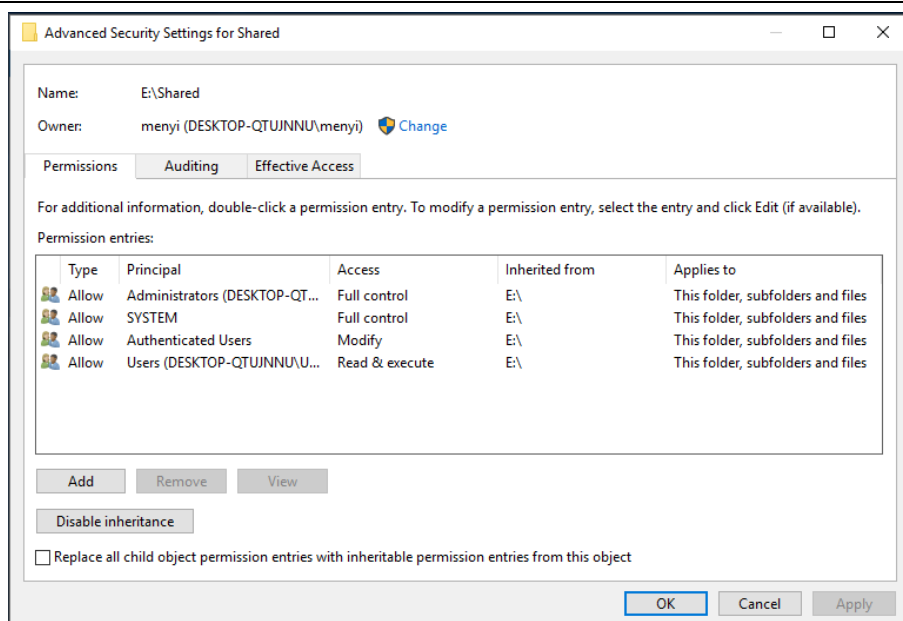 Advanced Security Settings for Shared
Name: E:\Shared
Owner: menyi (DESKTOP-QTUJNNU\menyi) Change
Permissions Auditing Effective Access
For additional information, double-click a permission entry. To modify a permission entry, select the entry and click Edit (if available).
Permission entries:
Type Principal Access Inherited from Applies to
Allow Administrators (DESKTOP-QT... Full control E:\ This folder, subfolders and files
Allow SYSTEM Full control E:\ This folder, subfolders and files
Allow Authenticated Users Modify E:\ This folder, subfolders and files
Allow Users (DESKTOP-QTUJNNU\U... Read & execute E:\ This folder, subfolders and files
Add Remove View
Disable inheritance
Replace all child object permission entries with inheritable permission entries from this object
OK Cancel Apply